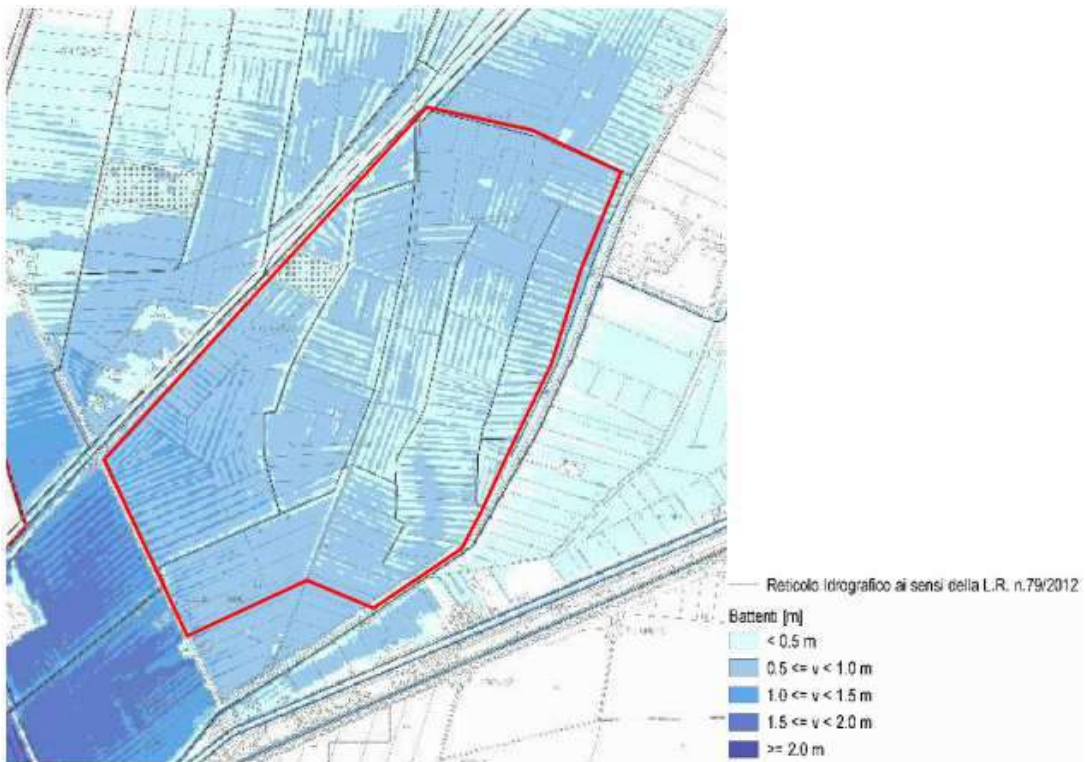 Reticolo Idrografico ai sensi della L.R. n.79/2012
Battenti [m]
< 0.5 m
0.5 <= v < 1.0 m
1.0 <= v < 1.5 m
1.5 <= v < 2.0 m
>= 2.0 m